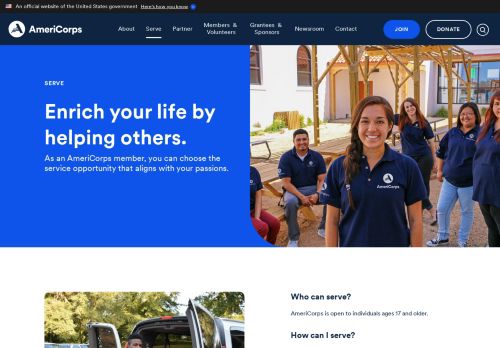 An official website of the United States government Here's how you know
AmeriCorps
About Serve Partner Members & Volunteers Grantees & Sponsors Newsroom Contact JOIN DONATE
SERVE
Enrich your life by
helping others.
As an AmeriCorps member, you can choose the
service opportunity that aligns with your passions.
AmeriCorps
Who can serve?
AmeriCorps is open to individuals ages 17 and older.
How can I serve?